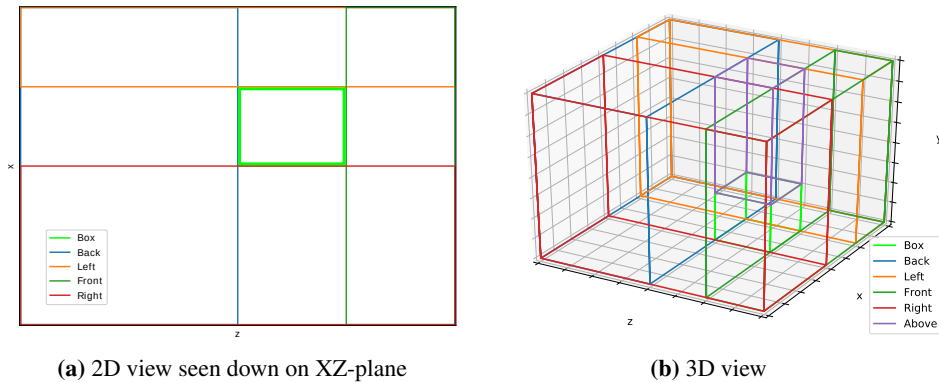 x
Box
Back
Left
Front
Right
z
y
x
z
Box
Back
Left
Front
Right
Above
(a) 2D view seen down on XZ-plane
(b) 3D view